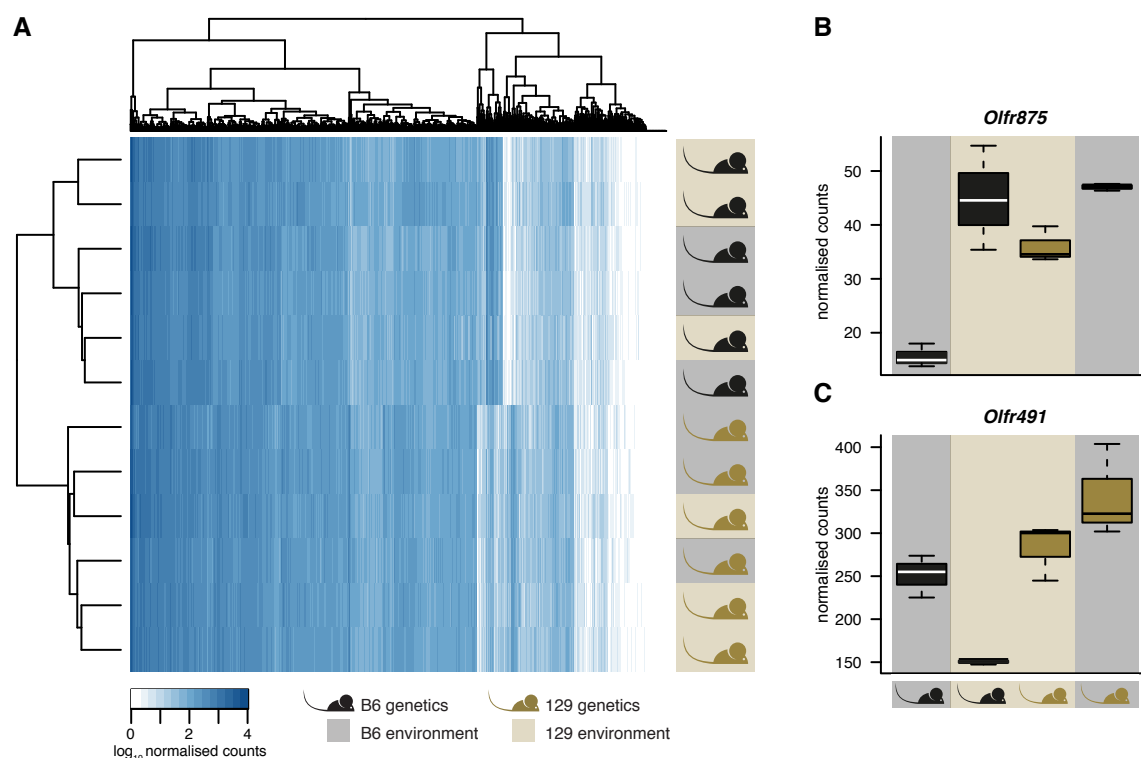 A
B
Olfr875
normalised counts
50
40
30
20
C
Olfr491
normalised counts
400
350
300
250
200
150
0 2 4
log10 normalised counts
B6 genetics
129 genetics
B6 environment
129 environment